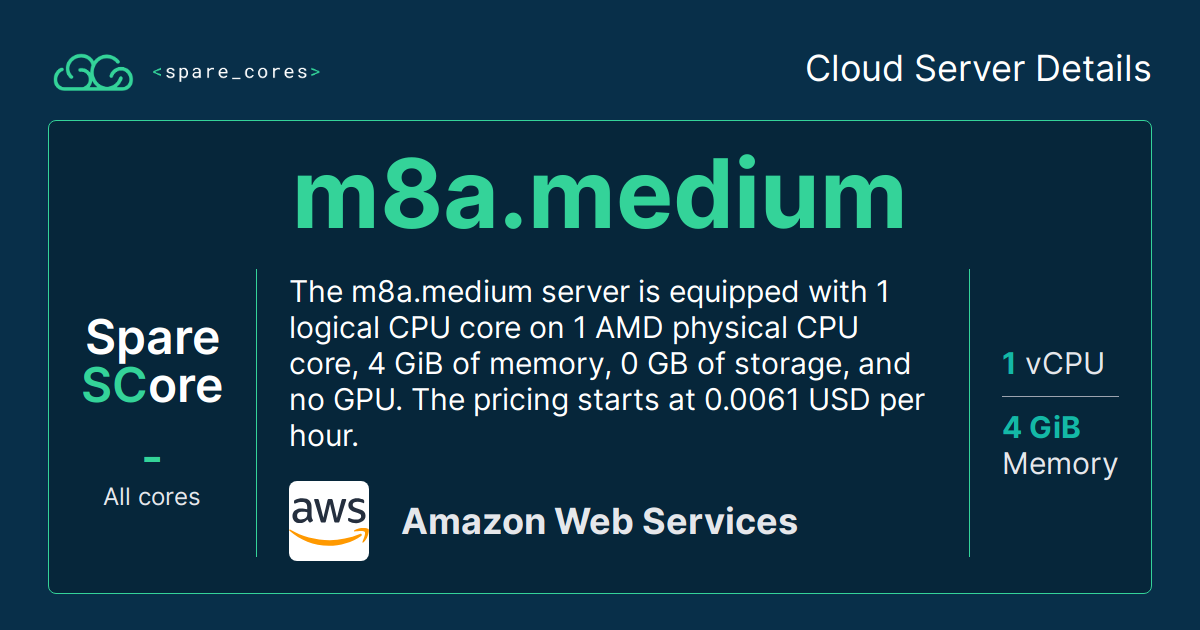 <spare_cores>
Cloud Server Details
m8a.medium
Spare
SCore
-
All cores
The m8a.medium server is equipped with 1
logical CPU core on 1 AMD physical CPU
core, 4 GiB of memory, 0 GB of storage, and
no GPU. The pricing starts at 0.0061 USD per
hour.
aws
Amazon Web Services
1 vCPU
4 GiB
Memory